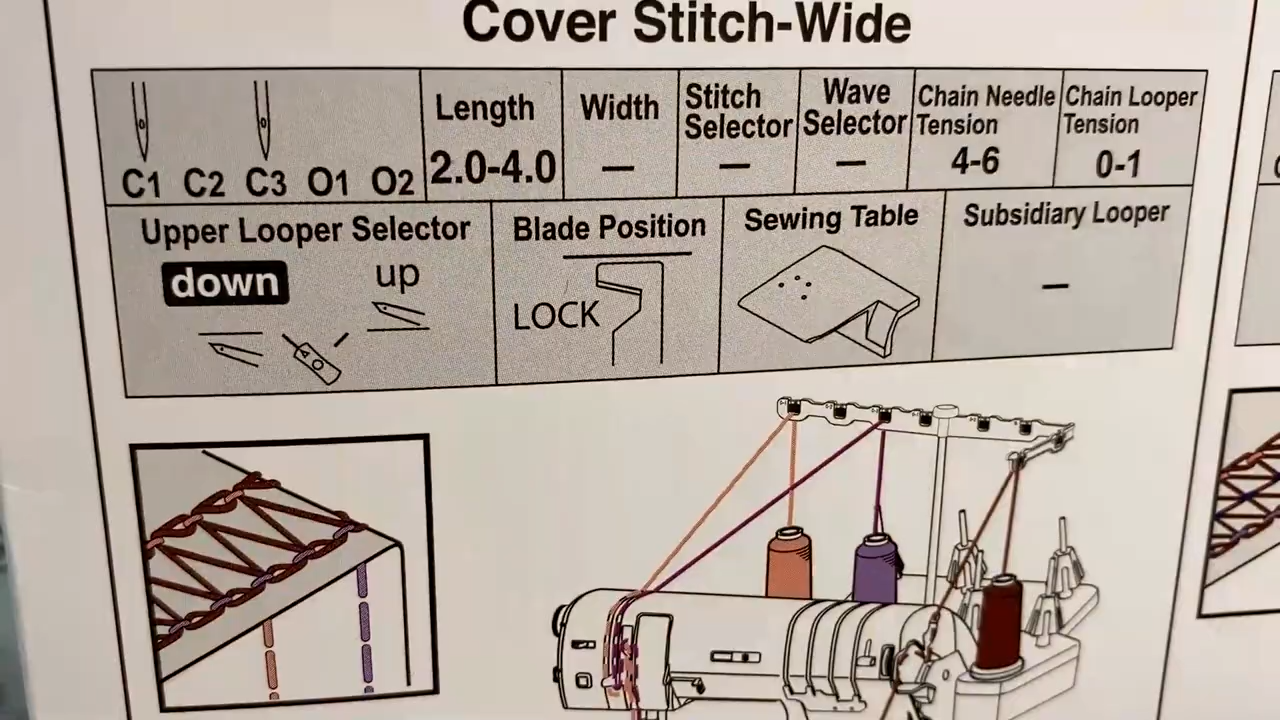 Cover Stitch-Wide
C1 C2 C3 O1 O2
Length
2.0-4.0
Width
—
Stitch
Selector
—
Wave
Selector
—
Chain Needle
Tension
4-6
Chain Looper
Tension
0-1
Upper Looper Selector
down
up
Blade Position
LOCK
Sewing Table
Subsidiary Looper
—